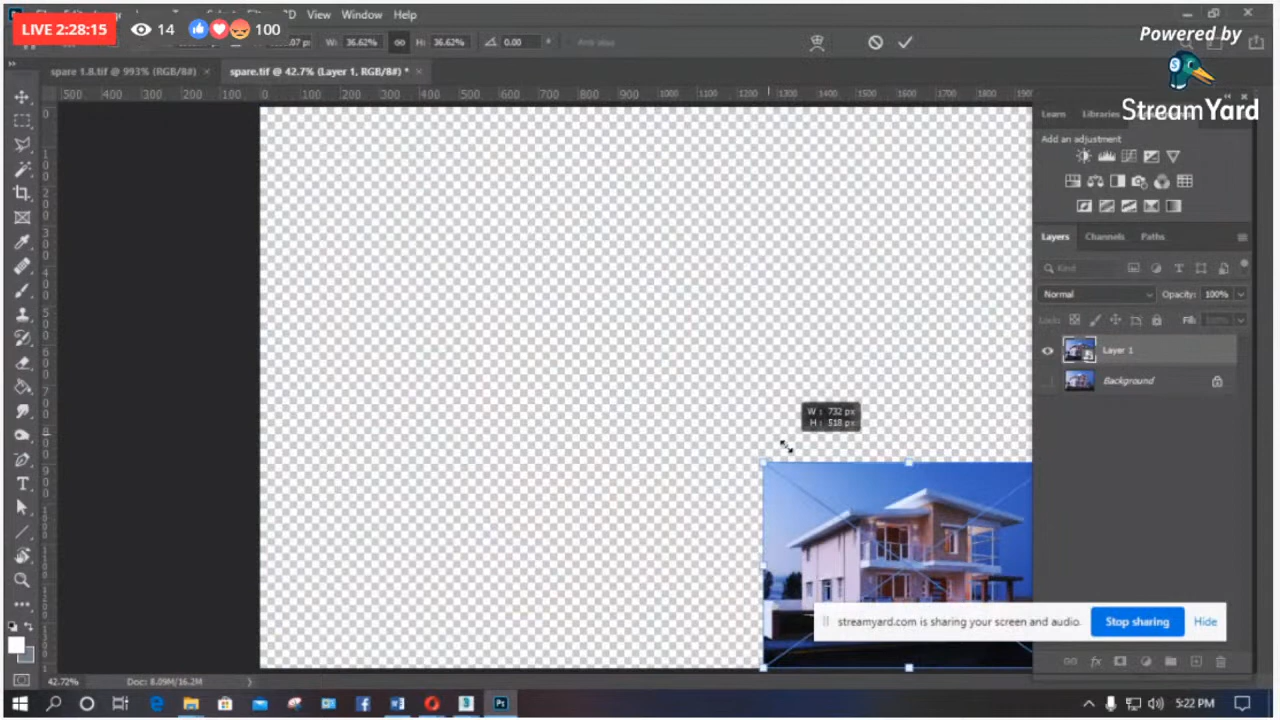 LIVE 2:28:15
14
100
View
Window
Help
W: 36.62%
H: 36.62%
0.00
Powered by
StreamYard
spare 1.8.tif @ 993% (RGB/8#)
spare.tif @ 42.7% (Layer 1, RGB/8#) *
500 400 300 200 100 0 100 200 300 400 500 600 700 800 900 1000 1100 1200 1300 1400 1500 1600 1700 1800
Learn
Libraries
Add an adjustment
Layers
Channels
Paths
Kind
Normal
Opacity: 100%
Fill:
Layer 1
Background
W: 732 px
H: 518 px
streamyard.com is sharing your screen and audio.
Stop sharing
Hide
42.72%
Doc: 8.09M/16.2M
5:22 PM